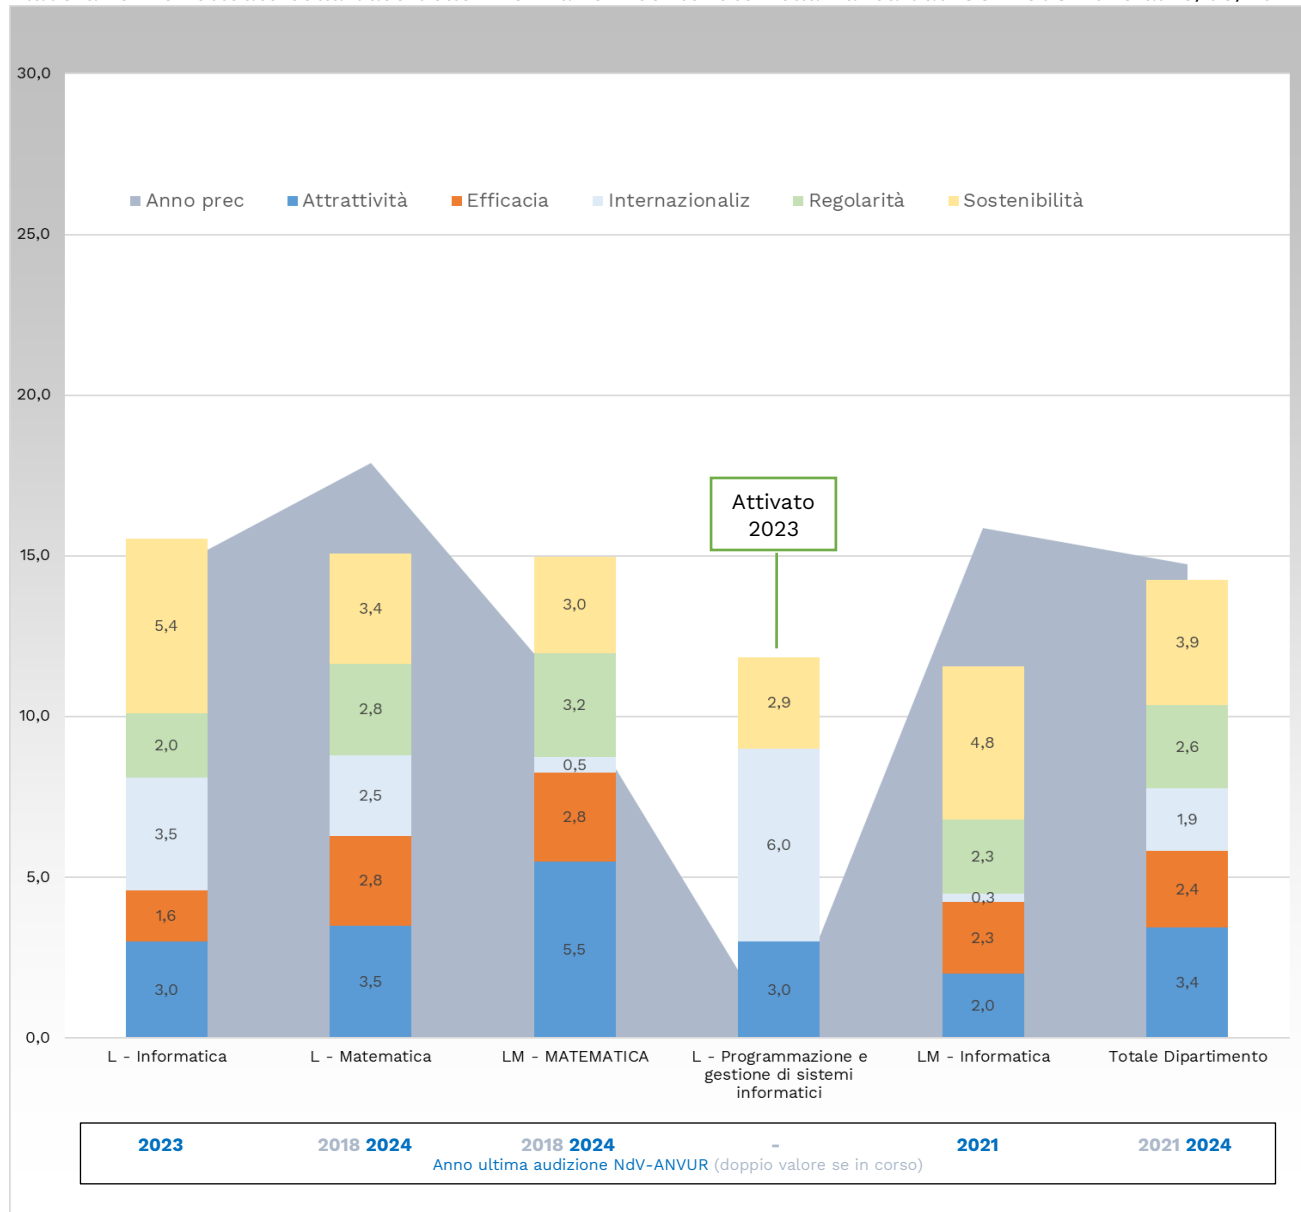 30,0
Anno prec Attrattività Efficacia Internazionaliz Regolarità Sostenibilità
25,0
20,0
Attivato
2023
15,0
5,4 3,4 3,0 2,9 4,8 3,9
10,0
2,0 2,8 3,2 2,3 2,6
3,5 2,5 0,5 6,0 0,3 1,9
5,0
1,6 2,8 2,8 2,3 2,4
3,0 3,5 5,5 3,0 2,0 3,4
0,0
L - Informatica L - Matematica LM - MATEMATICA L - Programmazione e LM - Informatica Totale Dipartimento
gestione di sistemi
informatici
2023 2018 2024 2018 2024 - 2021 2021 2024
Anno ultima audizione NdV-ANVUR (doppio valore se in corso)